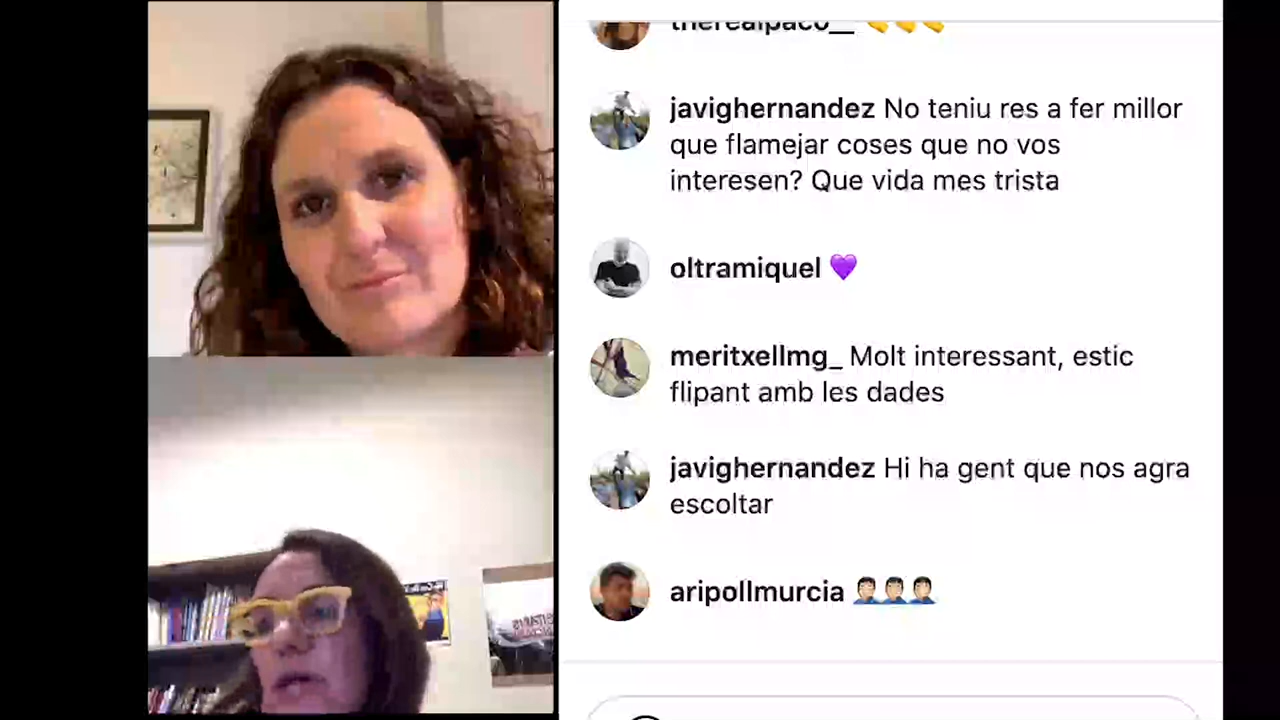 therealpaco__ 💪💪💪
javighernandez No teniu res a fer millor
que flamejar coses que no vos
interesen? Que vida mes trista
oltramiquel 💜
meritxellmg_ Molt interessant, estic
flipant amb les dades
javighernandez Hi ha gent que nos agra
escoltar
aripollmurcia 🤦🏻‍♂️🤦🏻‍♂️🤦🏻‍♂️